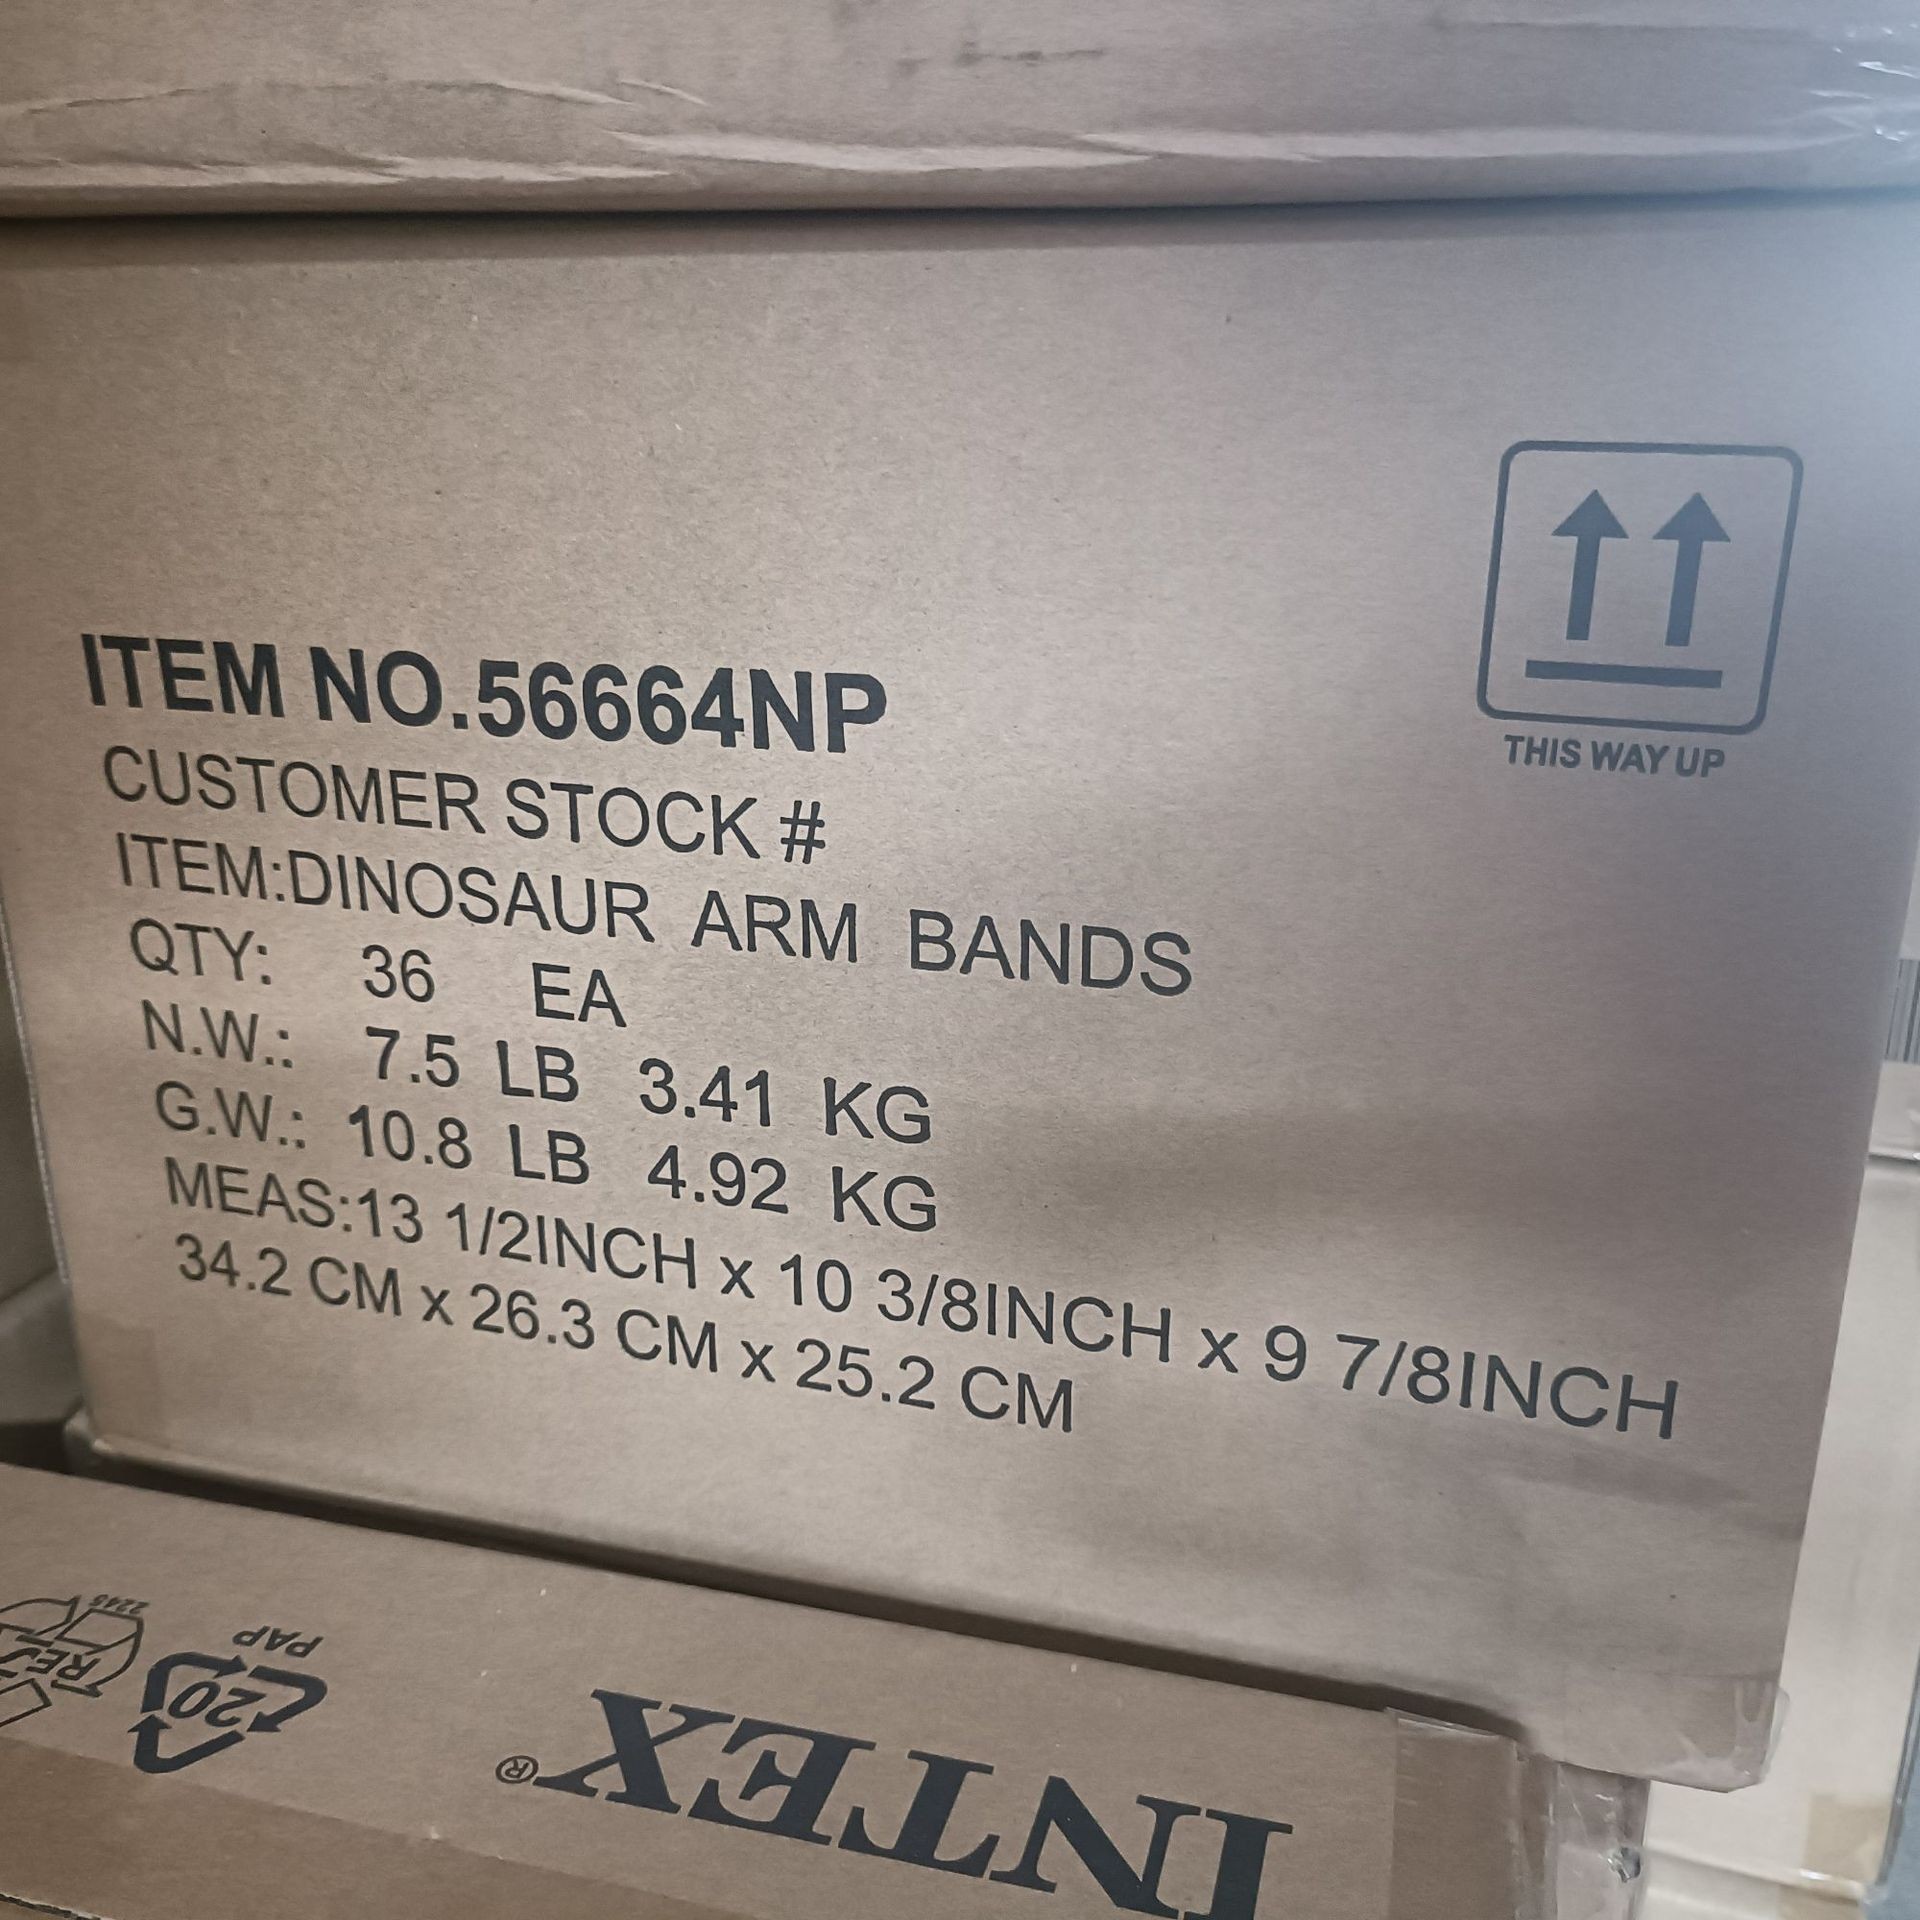 ITEM NO.56664NP
CUSTOMER STOCK #
ITEM:DINOSAUR ARM BANDS
QTY: 36 EA
N.W.: 7.5 LB 3.41 KG
G.W.: 10.8 LB 4.92 KG
MEAS:13 1/2INCH x 10 3/8INCH x 9 7/8INCH
34.2 CM x 26.3 CM x 25.2 CM
THIS WAY UP
INTEX®
20
PAP
RESY